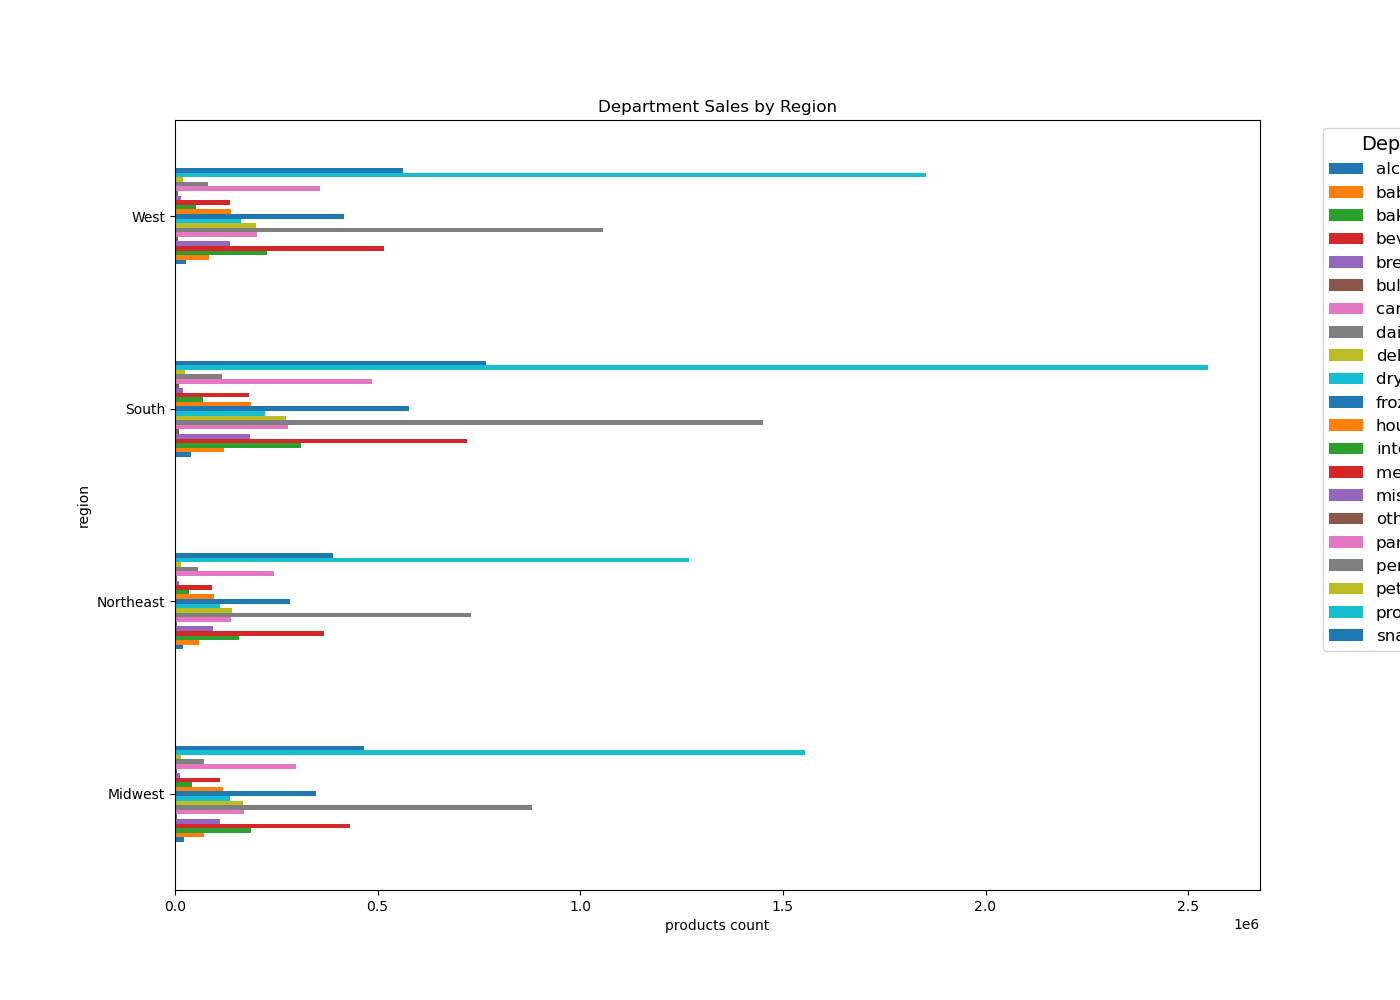 Department Sales by Region
West
South
Northeast
Midwest
region
0.0 0.5 1.0 1.5 2.0 2.5
1e6
products count
Dep
alc
bab
bak
bev
bre
bul
can
dai
del
dry
froz
hou
inte
me
mis
oth
pan
per
pet
pro
sna